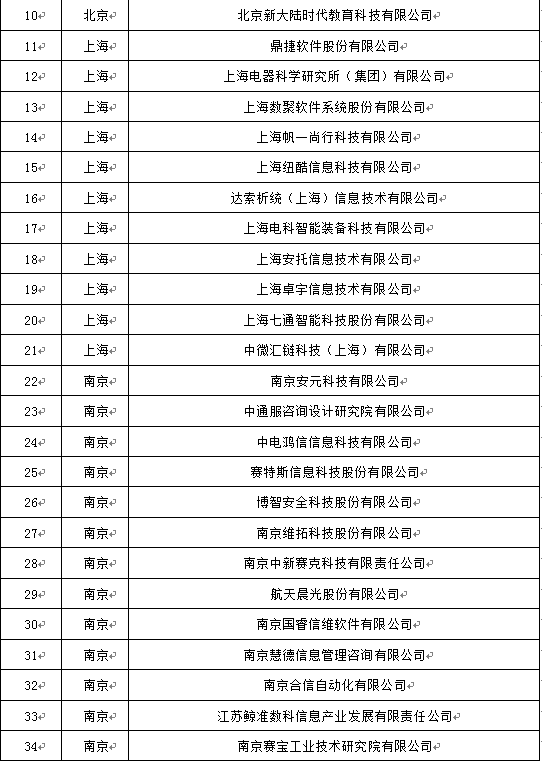 10 北京 北京新大陆时代教育科技有限公司
11 上海 鼎捷软件股份有限公司
12 上海 上海电器科学研究所（集团）有限公司
13 上海 上海数聚软件系统股份有限公司
14 上海 上海帆一尚行科技有限公司
15 上海 上海纽酷信息科技有限公司
16 上海 达索析统（上海）信息技术有限公司
17 上海 上海电科智能装备科技有限公司
18 上海 上海安托信息技术有限公司
19 上海 上海卓宇信息技术有限公司
20 上海 上海七通智能科技股份有限公司
21 上海 中微汇链科技（上海）有限公司
22 南京 南京安元科技有限公司
23 南京 中通服咨询设计研究院有限公司
24 南京 中电鸿信信息科技有限公司
25 南京 赛特斯信息科技股份有限公司
26 南京 博智安全科技股份有限公司
27 南京 南京维拓科技股份有限公司
28 南京 南京中新赛克科技有限责任公司
29 南京 航天晨光股份有限公司
30 南京 南京国睿信维软件有限公司
31 南京 南京慧德信息管理咨询有限公司
32 南京 南京合信自动化有限公司
33 南京 江苏鲸准数科信息产业发展有限责任公司
34 南京 南京赛宝工业技术研究院有限公司